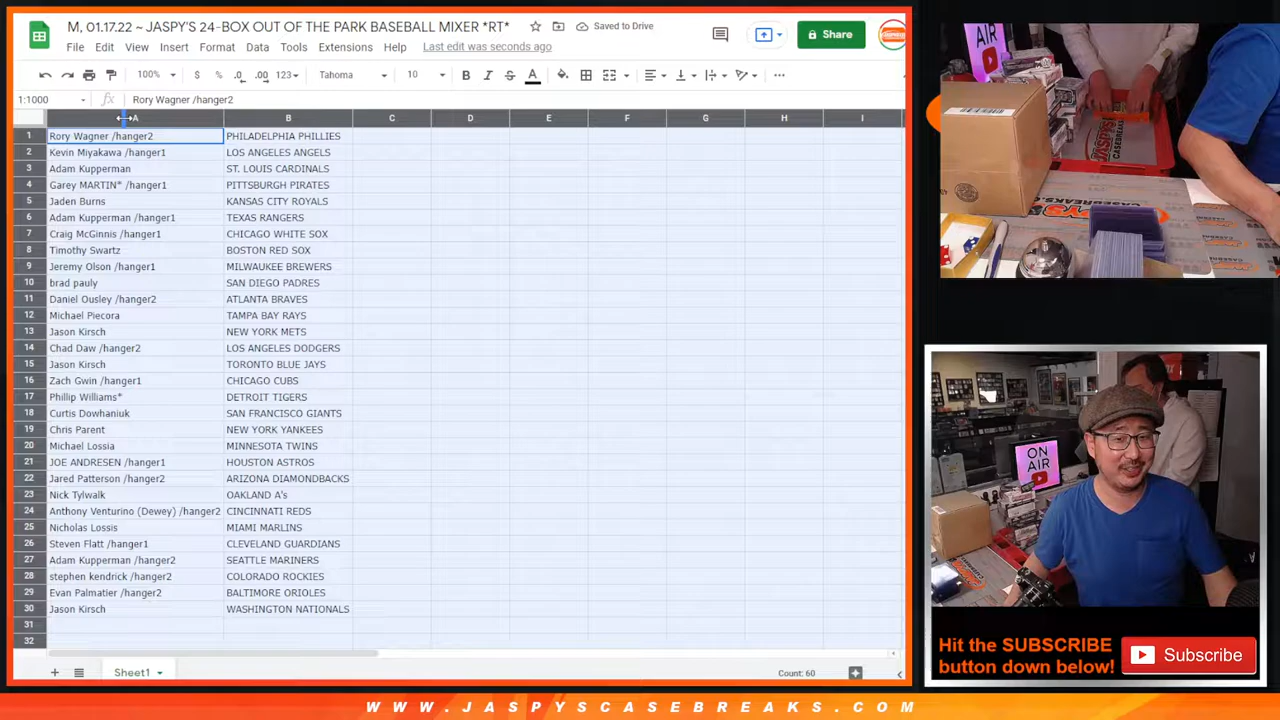 M, 01.17.22 ~ JASPY'S 24-BOX OUT OF THE PARK BASEBALL MIXER *RT* Saved to Drive
File Edit View Insert Format Data Tools Extensions Help Last edit was seconds ago
Share
100% $ % .0 .00 123 Tahoma 10 B I S A
1:1000 fx Rory Wagner /hanger2
A B C D E F G H I
1 Rory Wagner /hanger2 PHILADELPHIA PHILLIES
2 Kevin Miyakawa /hanger1 LOS ANGELES ANGELS
3 Adam Kupperman ST. LOUIS CARDINALS
4 Garey MARTIN* /hanger1 PITTSBURGH PIRATES
5 Jaden Burns KANSAS CITY ROYALS
6 Adam Kupperman /hanger1 TEXAS RANGERS
7 Craig McGinnis /hanger1 CHICAGO WHITE SOX
8 Timothy Swartz BOSTON RED SOX
9 Jeremy Olson /hanger1 MILWAUKEE BREWERS
10 brad pauly SAN DIEGO PADRES
11 Daniel Ousley /hanger2 ATLANTA BRAVES
12 Michael Piecora TAMPA BAY RAYS
13 Jason Kirsch NEW YORK METS
14 Chad Daw /hanger2 LOS ANGELES DODGERS
15 Jason Kirsch TORONTO BLUE JAYS
16 Zach Gwin /hanger1 CHICAGO CUBS
17 Phillip Williams* DETROIT TIGERS
18 Curtis Dowhaniuk SAN FRANCISCO GIANTS
19 Chris Parent NEW YORK YANKEES
20 Michael Lossia MINNESOTA TWINS
21 JOE ANDRESEN /hanger1 HOUSTON ASTROS
22 Jared Patterson /hanger2 ARIZONA DIAMONDBACKS
23 Nick Tylwalk OAKLAND A's
24 Anthony Venturino (Dewey) /hanger2 CINCINNATI REDS
25 Nicholas Lossis MIAMI MARLINS
26 Steven Flatt /hanger1 CLEVELAND GUARDIANS
27 Adam Kupperman /hanger2 SEATTLE MARINERS
28 stephen kendrick /hanger2 COLORADO ROCKIES
29 Evan Palmatier /hanger2 BALTIMORE ORIOLES
30 Jason Kirsch WASHINGTON NATIONALS
31
32
Sheet1 Count: 60
AIR
JASPY'S
CASEBREAKS
ON
AIR
Hit the SUBSCRIBE
button down below!
Subscribe
WWW.JASPYSCASEBREAKS.COM